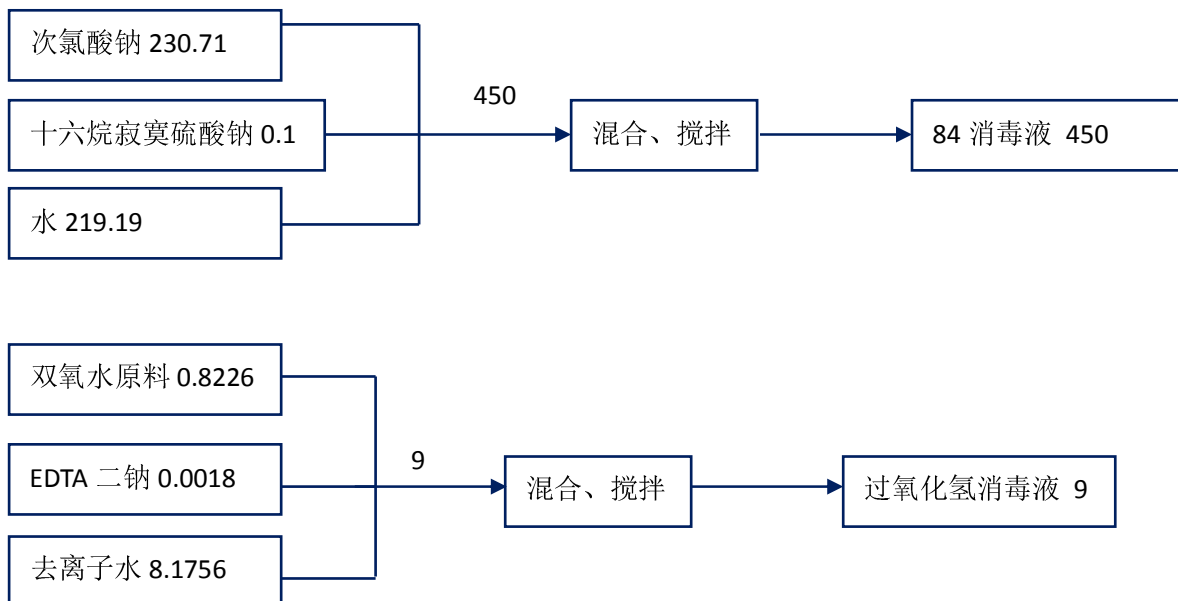 次氯酸钠 230.71
十六烷寂寞硫酸钠 0.1
水 219.19
450
混合、搅拌
84 消毒液 450
双氧水原料 0.8226
EDTA 二钠 0.0018
去离子水 8.1756
9
混合、搅拌
过氧化氢消毒液 9